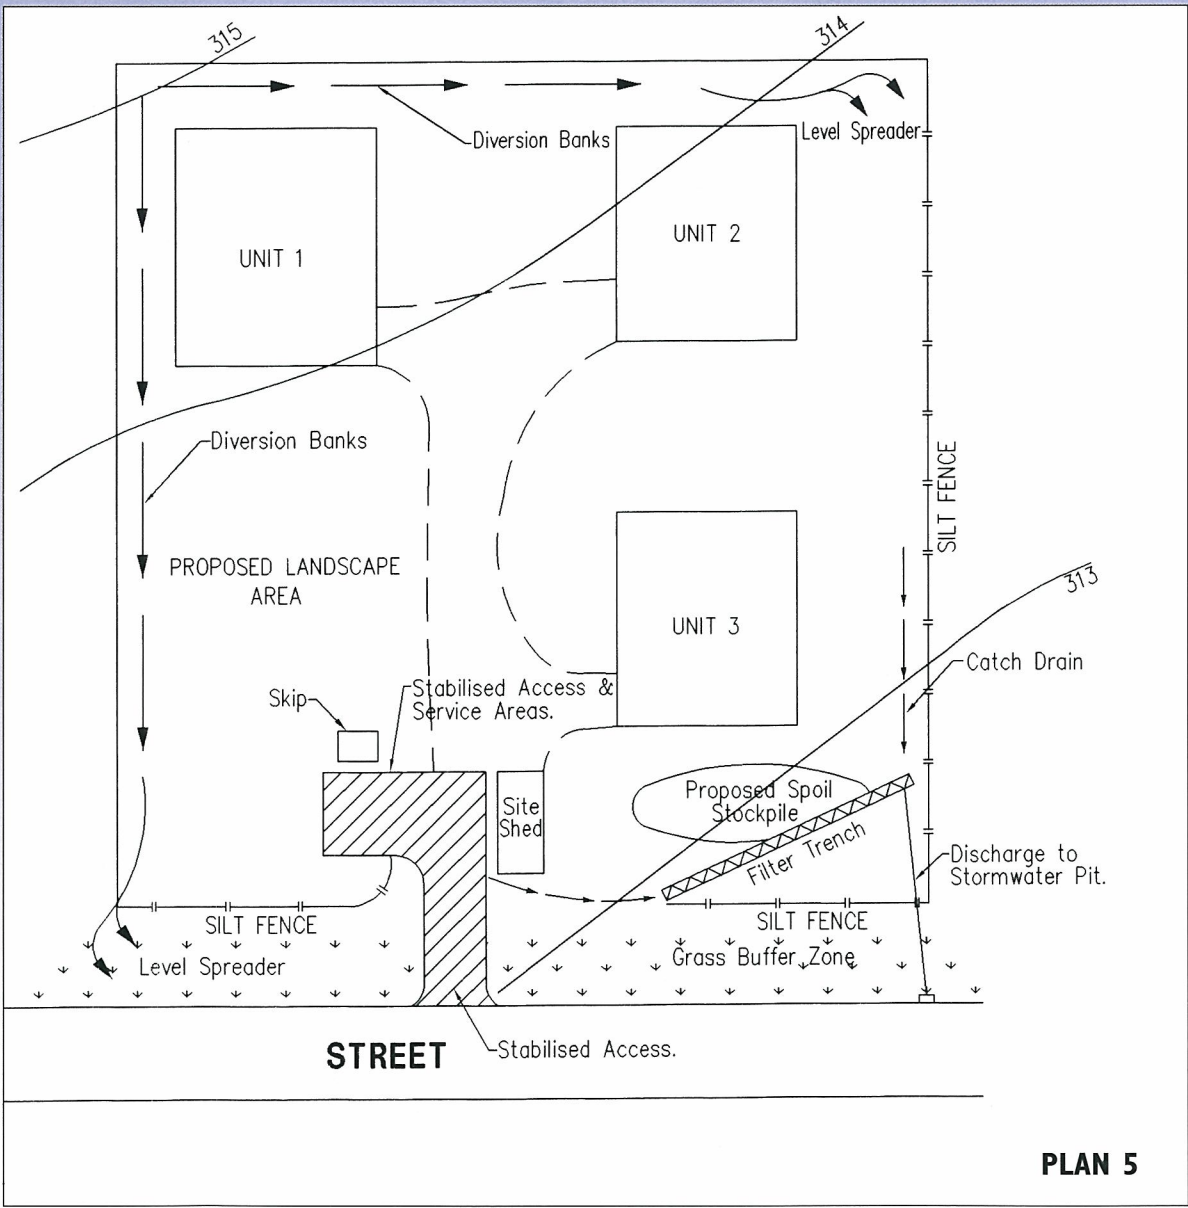 315
314
Diversion Banks
Level Spreader
UNIT 1
UNIT 2
Diversion Banks
SILT FENCE
PROPOSED LANDSCAPE
AREA
313
UNIT 3
Catch Drain
Skip
Stabilised Access &
Service Areas.
Site
Shed
Proposed Spoil
Stockpile
Filter Trench
Discharge to
Stormwater Pit.
SILT FENCE
SILT FENCE
Level Spreader
Grass Buffer Zone
STREET
Stabilised Access.
PLAN 5